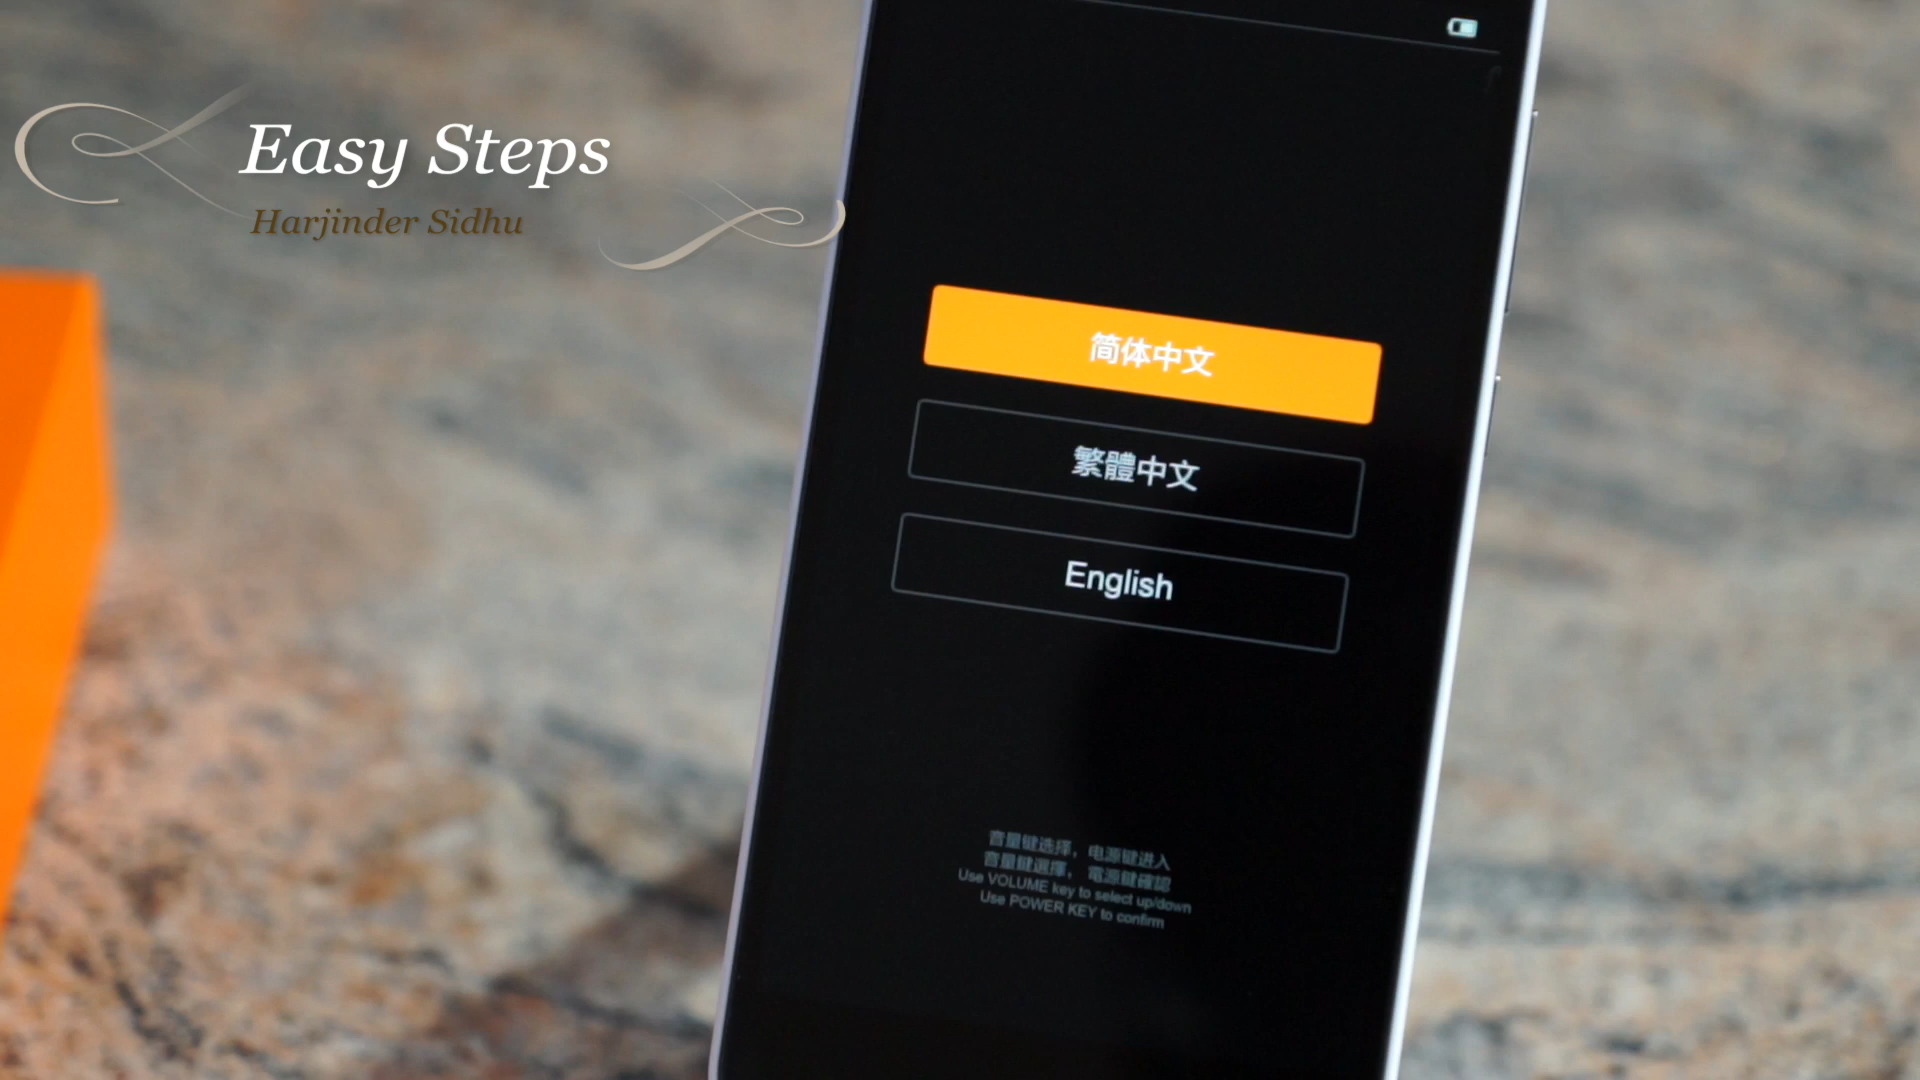 Easy Steps
Harjinder Sidhu
简体中文
繁體中文
English
音量键选择，电源键进入
音量鍵選擇，電源鍵確認
Use VOLUME key to select up/down
Use POWER KEY to confirm